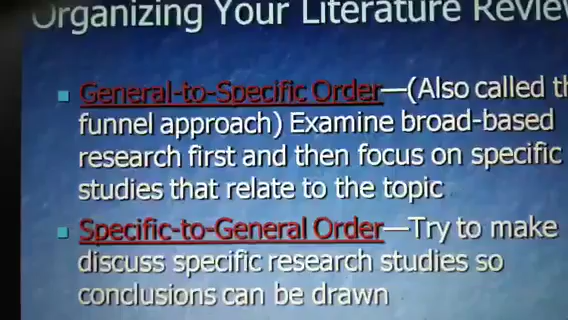 Organizing Your Literature Review
General-to-Specific Order—(Also called the
funnel approach) Examine broad-based
research first and then focus on specific
studies that relate to the topic
Specific-to-General Order—Try to make
discuss specific research studies so
conclusions can be drawn